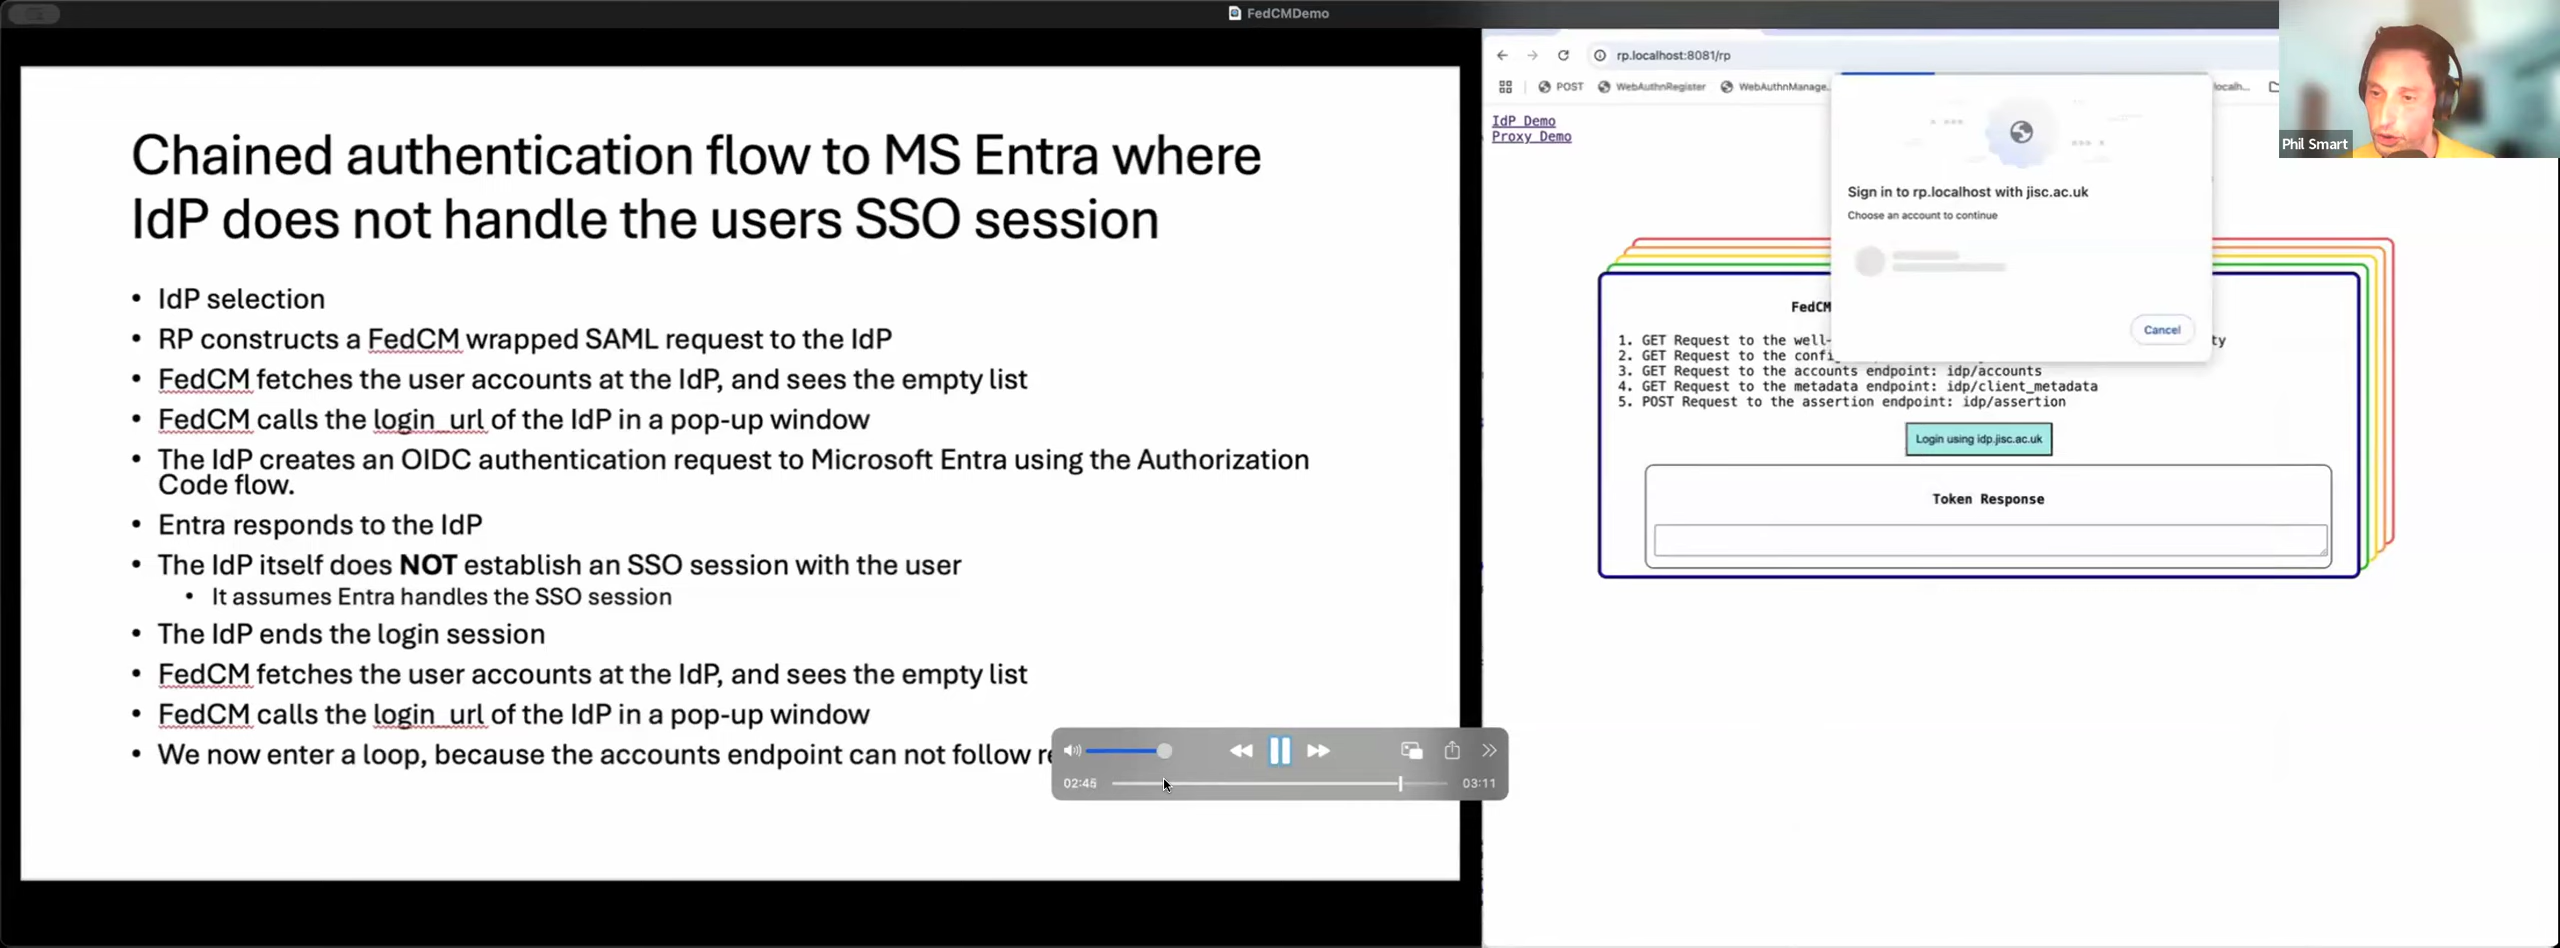 FedCMDemo
Chained authentication flow to MS Entra where
IdP does not handle the users SSO session
• IdP selection
• RP constructs a FedCM wrapped SAML request to the IdP
• FedCM fetches the user accounts at the IdP, and sees the empty list
• FedCM calls the login_url of the IdP in a pop-up window
• The IdP creates an OIDC authentication request to Microsoft Entra using the Authorization
Code flow.
• Entra responds to the IdP
• The IdP itself does NOT establish an SSO session with the user
• It assumes Entra handles the SSO session
• The IdP ends the login session
• FedCM fetches the user accounts at the IdP, and sees the empty list
• FedCM calls the login_url of the IdP in a pop-up window
• We now enter a loop, because the accounts endpoint can not follow re
02:45
03:11
rp.localhost:8081/rp
POST WebAuthnRegister WebAuthnManage... localh...
IdP Demo
Proxy Demo
Sign in to rp.localhost with jisc.ac.uk
Choose an account to continue
Cancel
FedCM
1. GET Request to the well- ty
2. GET Request to the confi
3. GET Request to the accounts endpoint: idp/accounts
4. GET Request to the metadata endpoint: idp/client_metadata
5. POST Request to the assertion endpoint: idp/assertion
Login using idp.jisc.ac.uk
Token Response
Phil Smart